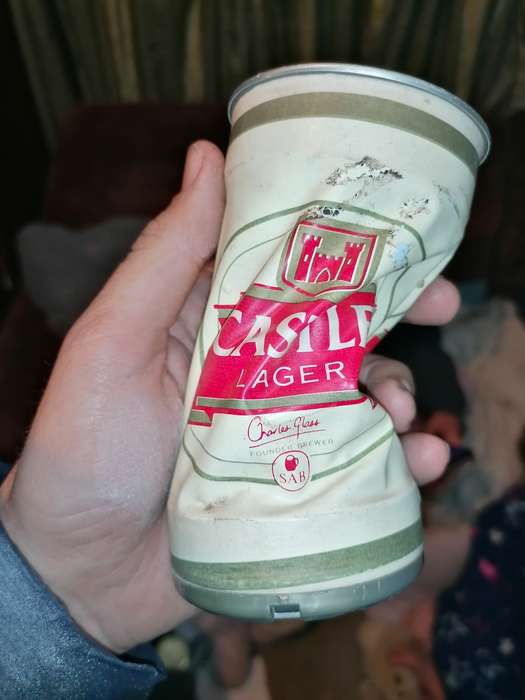 CASTLE
LAGER
Charles Glass
FOUNDER BREWER
SAB